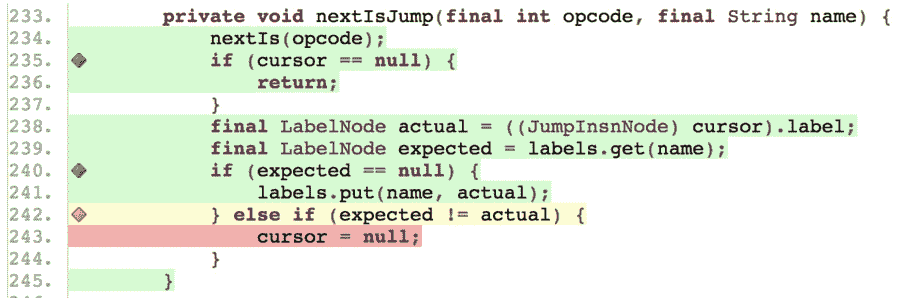 233. private void nextIsJump(final int opcode, final String name) {
234. nextIs(opcode);
235. if (cursor == null) {
236. return;
237. }
238. final LabelNode actual = ((JumpInsnNode) cursor).label;
239. final LabelNode expected = labels.get(name);
240. if (expected == null) {
241. labels.put(name, actual);
242. } else if (expected != actual) {
243. cursor = null;
244. }
245. }